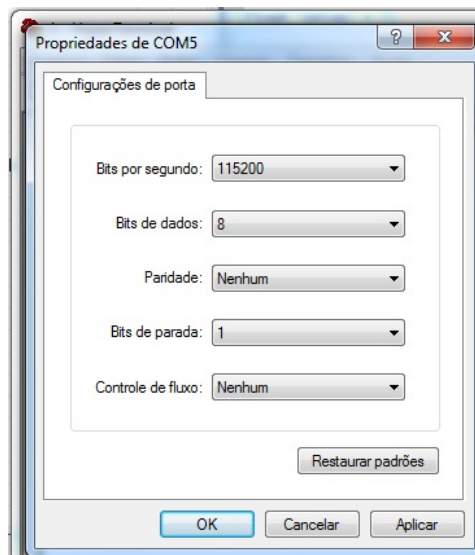 Propriedades de COM5
Configurações de porta
Bits por segundo: 115200
Bits de dados: 8
Paridade: Nenhum
Bits de parada: 1
Controle de fluxo: Nenhum
Restaurar padrões
OK Cancelar Aplicar